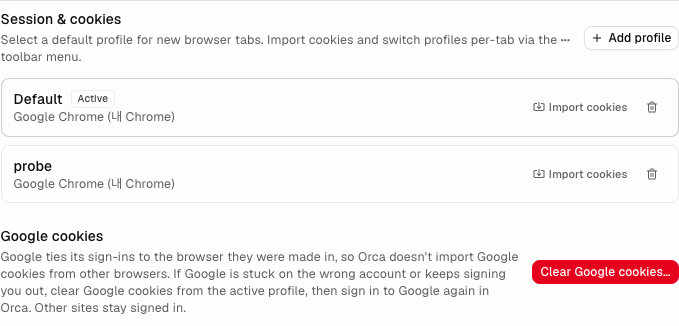 Session & cookies
Select a default profile for new browser tabs. Import cookies and switch profiles per-tab via the ···
toolbar menu.
+ Add profile
Default Active
Google Chrome (내 Chrome)
Import cookies
probe
Google Chrome (내 Chrome)
Import cookies
Google cookies
Google ties its sign-ins to the browser they were made in, so Orca doesn't import Google
cookies from other browsers. If Google is stuck on the wrong account or keeps signing
you out, clear Google cookies from the active profile, then sign in to Google again in
Orca. Other sites stay signed in.
Clear Google cookies...